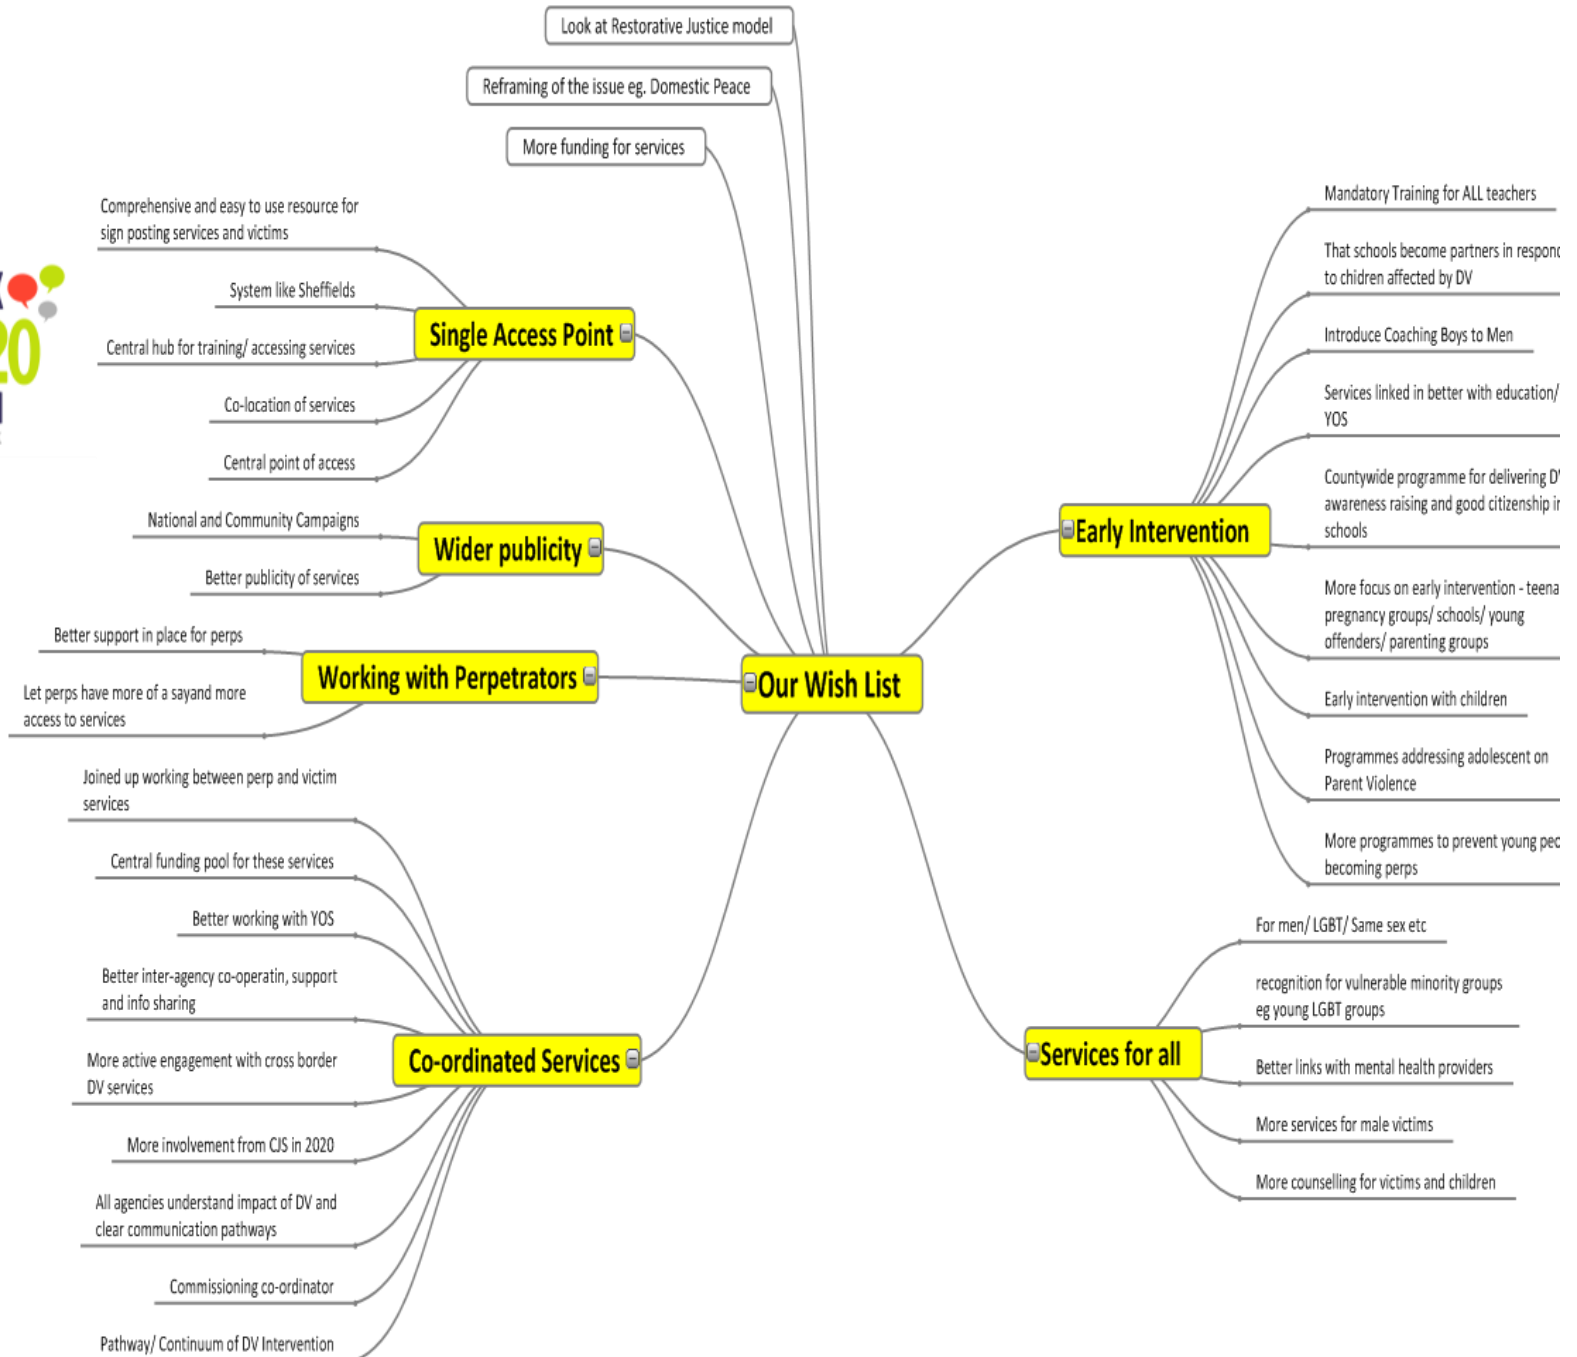 Look at Restorative Justice model
Reframing of the issue eg. Domestic Peace
More funding for services
Comprehensive and easy to use resource for
sign posting services and victims
System like Sheffields
Central hub for training/ accessing services
Co-location of services
Central point of access
Single Access Point
20
National and Community Campaigns
Better publicity of services
Wider publicity
Better support in place for perps
Let perps have more of a sayand more
access to services
Working with Perpetrators
Our Wish List
Joined up working between perp and victim
services
Central funding pool for these services
Better working with YOS
Better inter-agency co-operatin, support
and info sharing
More active engagement with cross border
DV services
More involvement from CJS in 2020
All agencies understand impact of DV and
clear communication pathways
Commissioning co-ordinator
Pathway/ Continuum of DV Intervention
Co-ordinated Services
Early Intervention
Mandatory Training for ALL teachers
That schools become partners in
to chidren affected by DV
Introduce Coaching Boys to Men
Services linked in better with education/
YOS
Countywide programme for delivering
awareness raising and good citizenship
schools
More focus on early intervention -
pregnancy groups/ schools/ young
offenders/ parenting groups
Early intervention with children
Programmes addressing adolescent on
Parent Violence
More programmes to prevent young
becoming perps
Services for all
For men/ LGBT/ Same sex etc
recognition for vulnerable minority groups
eg young LGBT groups
Better links with mental health providers
More services for male victims
More counselling for victims and children